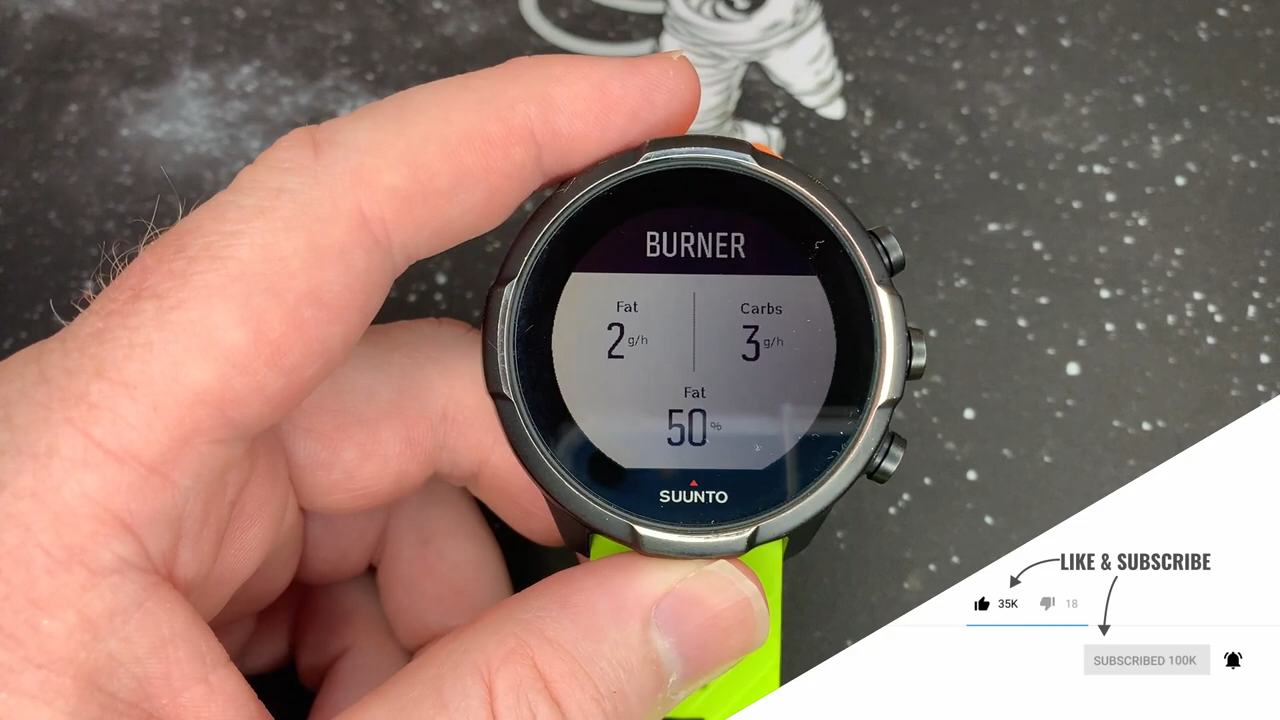 BURNER
Fat
2 g/h
Carbs
3 g/h
Fat
50 %
SUUNTO
LIKE & SUBSCRIBE
35K
18
SUBSCRIBED 100K